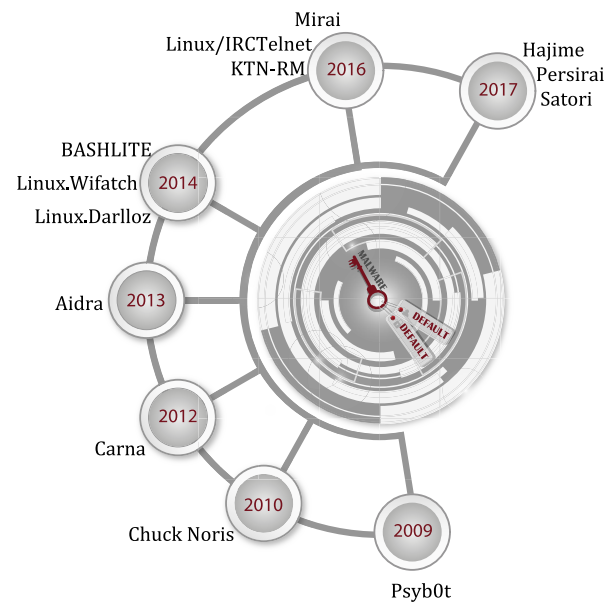 Mirai
Linux/IRCTelnet
KTN-RM
2016
Hajime
Persirai
Satori
2017
BASHLITE
Linux.Wifatch
Linux.Darlloz
2014
Aidra
2013
Carna
2012
Chuck Noris
2010
Psyb0t
2009
MALWARE
DEFAULT
DEFAULT